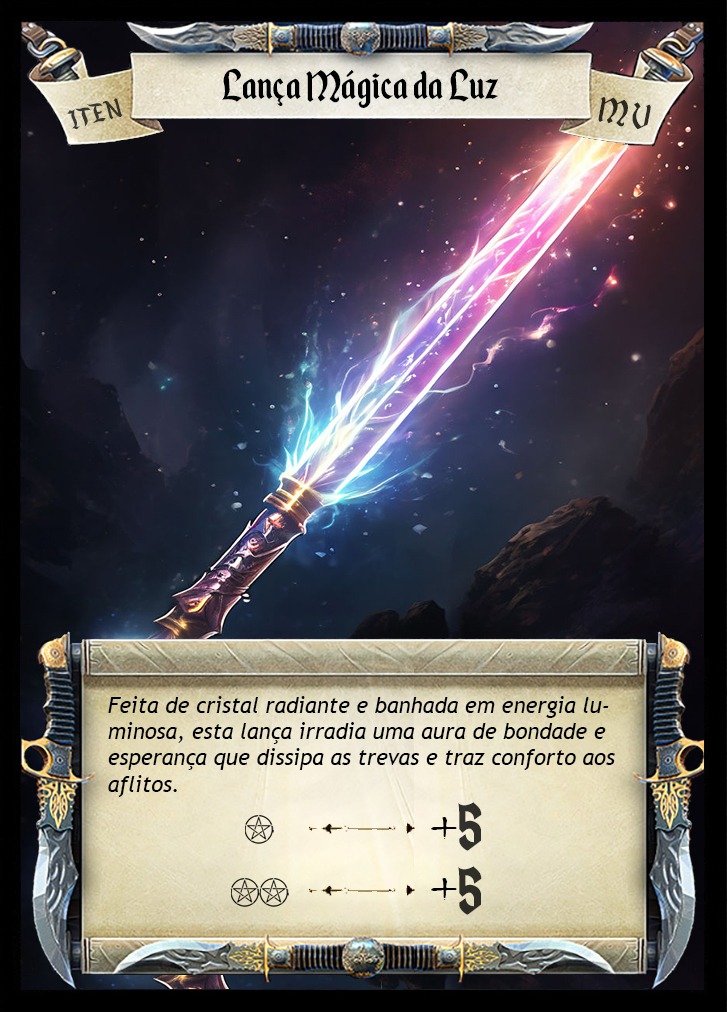 Lança Mágica da Luz
ITEN
MU
Feita de cristal radiante e banhada em energia lu-
minosa, esta lança irradia uma aura de bondade e
esperança que dissipa as trevas e traz conforto aos
aflitos.
+5
+5